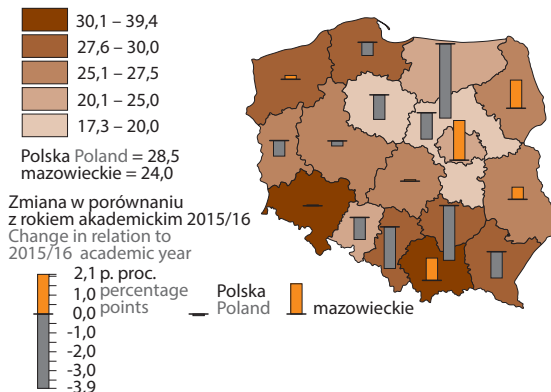 30,1 – 39,4
27,6 – 30,0
25,1 – 27,5
20,1 – 25,0
17,3 – 20,0
Polska Poland = 28,5
mazowieckie = 24,0
Zmiana w porównaniu
z rokiem akademickim 2015/16
Change in relation to
2015/16 academic year
2,1 p. proc.
1,0 percentage
0,0 points
-1,0
-2,0
-3,0
-3,9
Polska
Poland
mazowieckie